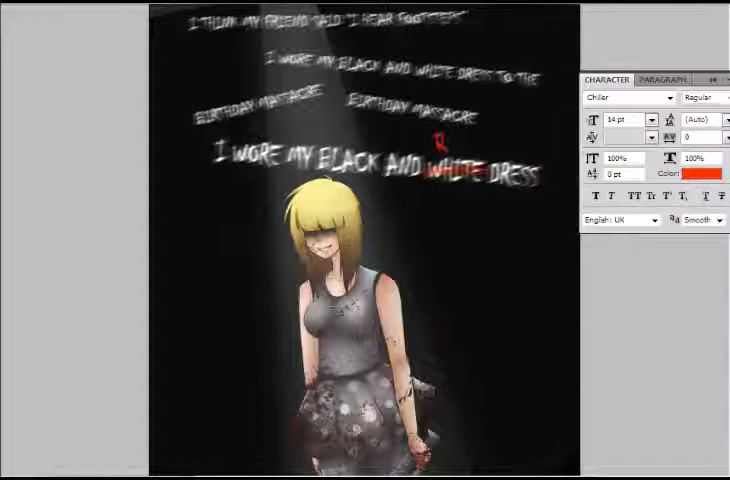 I THINK MY FRIEND SAID "I HEAR FOOTSTEPS"
I WORE MY BLACK AND WHITE DRESS TO THE
BIRTHDAY MASSACRE BIRTHDAY MASSACRE
R
I WORE MY BLACK AND WHITE DRESS
CHARACTER PARAGRAPH
Chiller Regular
14 pt (Auto)
0
100% 100%
0 pt Color:
T T TT Tr T¹ T, T T
English: UK aa Smooth